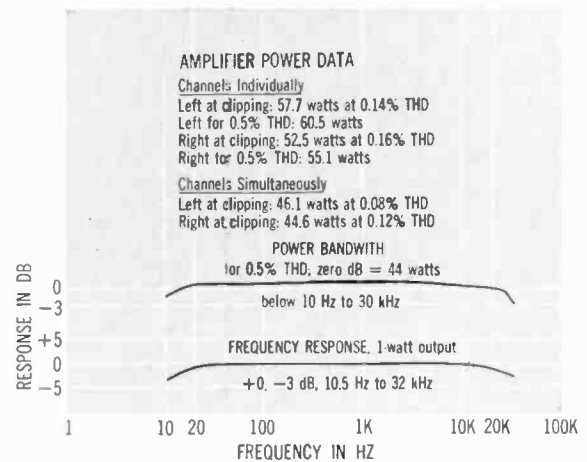 AMPLIFIER POWER DATA
Channels Individually
Left at clipping: 57.7 watts at 0.14% THD
Left for 0.5% THD: 60.5 watts
Right at clipping: 52.5 watts at 0.16% THD
Right for 0.5% THD: 55.1 watts
Channels Simultaneously
Left at clipping: 46.1 watts at 0.08% THD
Right at clipping: 44.6 watts at 0.12% THD
POWER BANDWITH
for 0.5% THD; zero dB = 44 watts
below 10 Hz to 30 kHz
FREQUENCY RESPONSE, 1-watt output
+0, −3 dB, 10.5 Hz to 32 kHz
RESPONSE IN DB
0
−3
+5
0
−5
1 10 20 100 1K 10K 20K 100K
FREQUENCY IN HZ